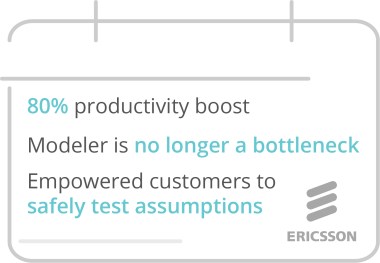 80% productivity boost
Modeler is no longer a bottleneck
Empowered customers to
safely test assumptions
ERICSSON